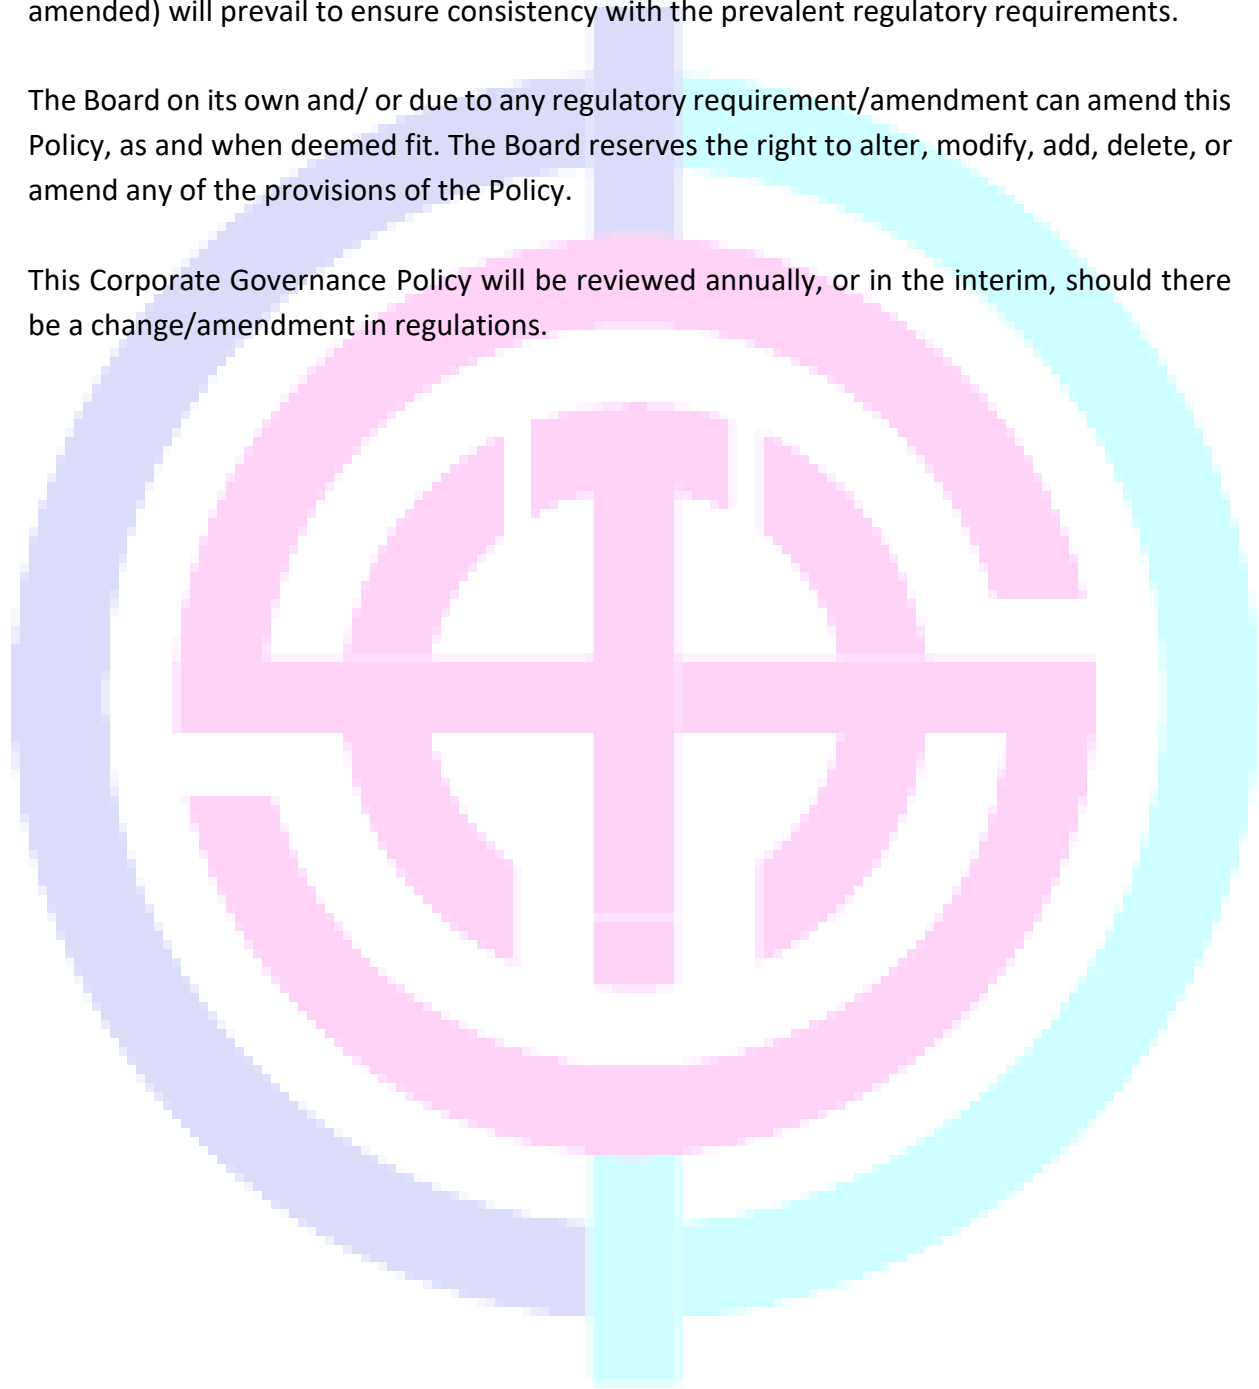 amended) will prevail to ensure consistency with the prevalent regulatory requirements.
The Board on its own and/ or due to any regulatory requirement/amendment can amend this
Policy, as and when deemed fit. The Board reserves the right to alter, modify, add, delete, or
amend any of the provisions of the Policy.
This Corporate Governance Policy will be reviewed annually, or in the interim, should there
be a change/amendment in regulations.